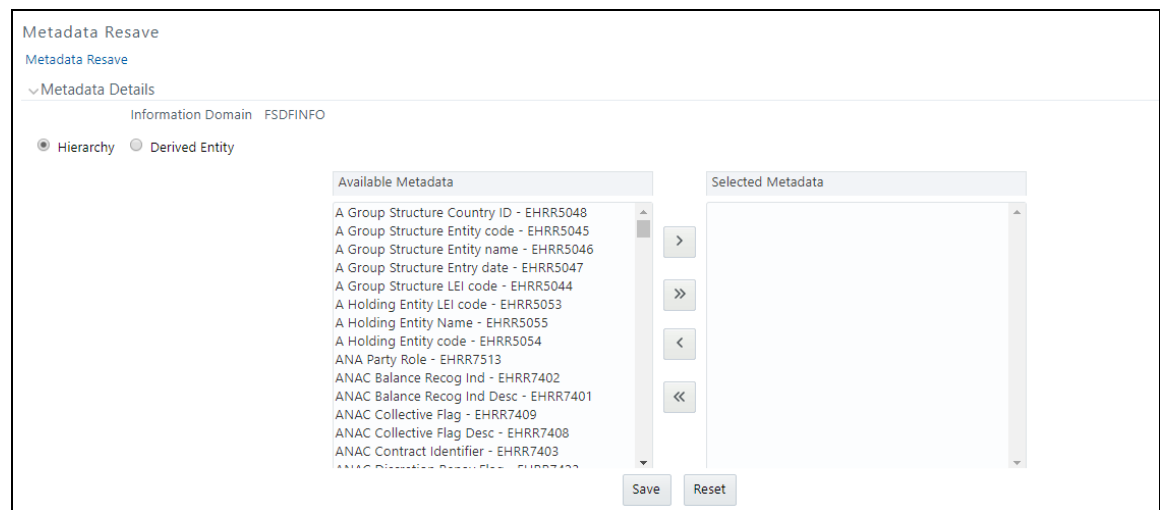 Metadata Resave
Metadata Resave
Metadata Details
Information Domain FSDFINFO
Hierarchy Derived Entity
Available Metadata Selected Metadata
A Group Structure Country ID - EHRR5048
A Group Structure Entity code - EHRR5045
A Group Structure Entity name - EHRR5046
A Group Structure Entry date - EHRR5047
A Group Structure LEI code - EHRR5044
A Holding Entity LEI code - EHRR5053
A Holding Entity Name - EHRR5055
A Holding Entity code - EHRR5054
ANA Party Role - EHRR7513
ANAC Balance Recog Ind - EHRR7402
ANAC Balance Recog Ind Desc - EHRR7401
ANAC Collective Flag - EHRR7409
ANAC Collective Flag Desc - EHRR7408
ANAC Contract Identifier - EHRR7403
Save Reset